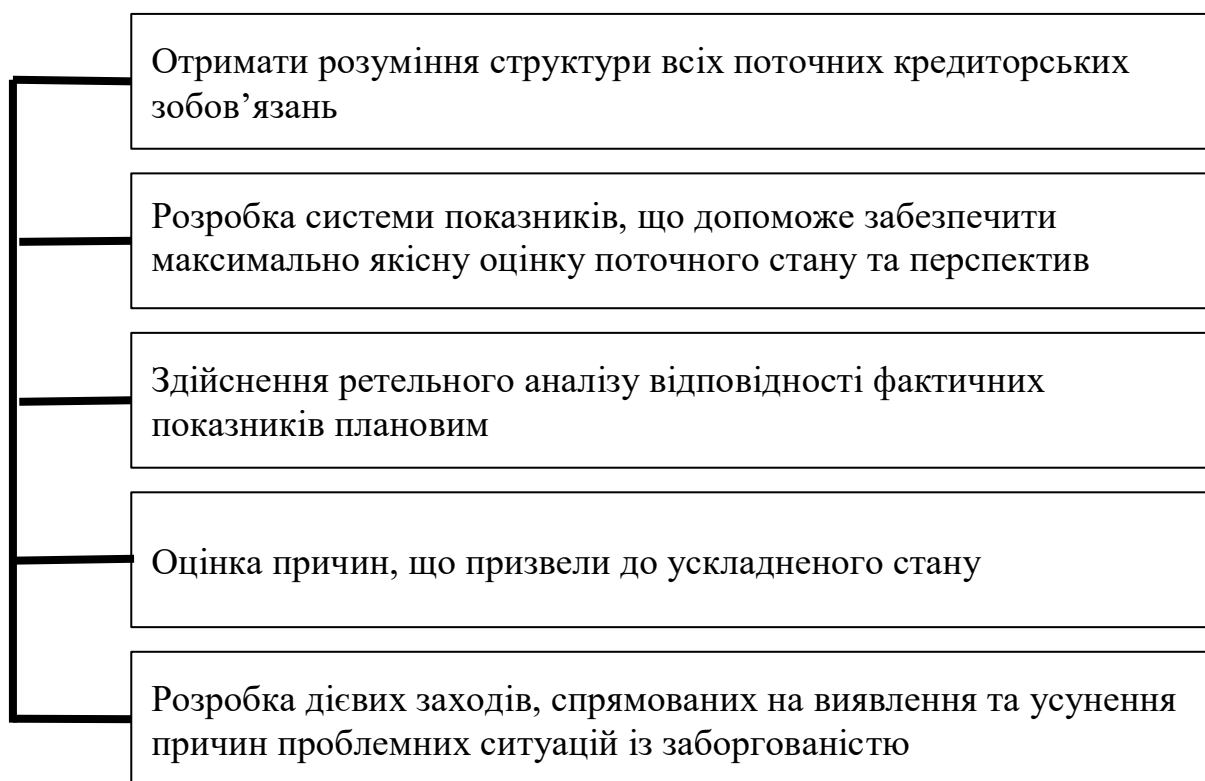 Отримати розуміння структури всіх поточних кредиторських
зобов’язань
Розробка системи показників, що допоможе забезпечити
максимально якісну оцінку поточного стану та перспектив
Здійснення ретельного аналізу відповідності фактичних
показників плановим
Оцінка причин, що призвели до ускладненого стану
Розробка дієвих заходів, спрямованих на виявлення та усунення
причин проблемних ситуацій із заборгованістю